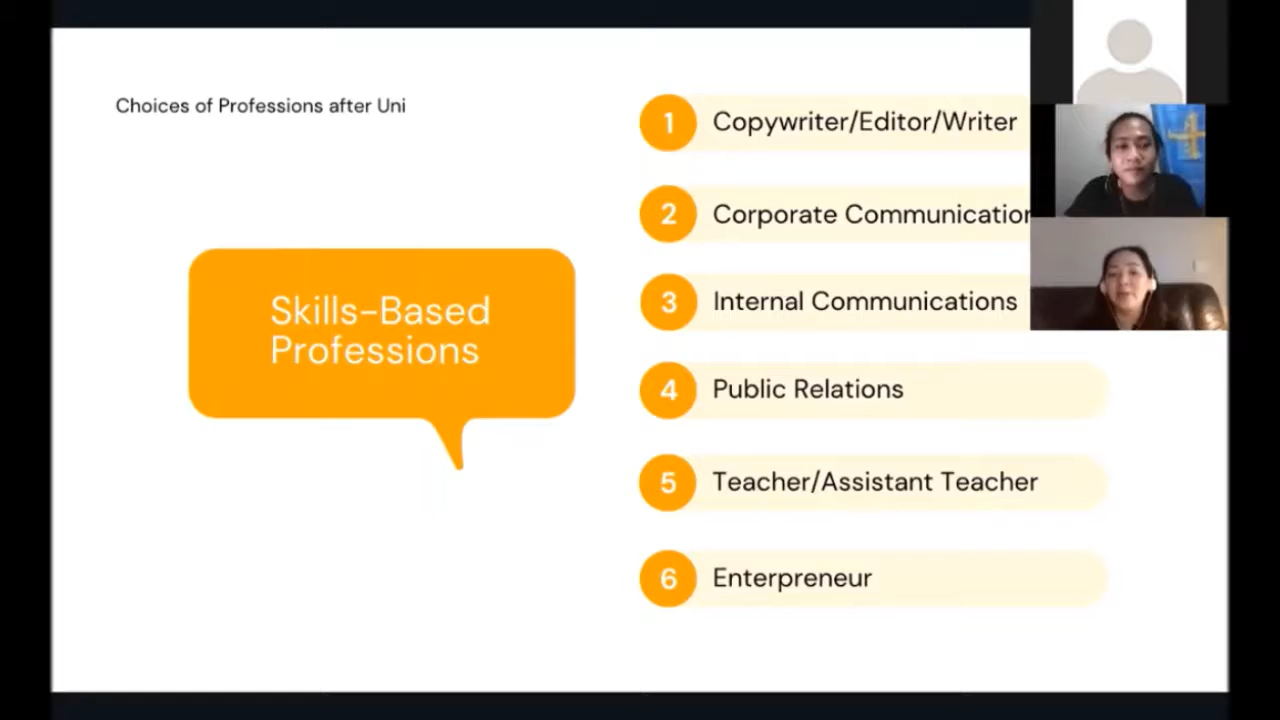 Choices of Professions after Uni
Skills-Based
Professions
1 Copywriter/Editor/Writer
2 Corporate Communication
3 Internal Communications
4 Public Relations
5 Teacher/Assistant Teacher
6 Enterpreneur